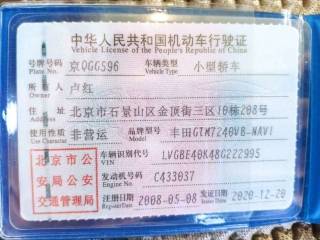 中华人民共和国机动车行驶证
Vehicle License of the People's Republic of China
号牌号码 京QGG596 车辆类型 小型轿车
Plate No. Vehicle Type
所有人 卢红
Owner
住址 北京市石景山区金顶街三区10栋208号
Address
使用性质 非营运 品牌型号 丰田GTM7240VB-NAVI
Use Character Model
北京市公 车辆识别代号 LVGBE40K48G222995
VIN
安局公安 发动机号码 C433037
Engine No.
交通管理局 注册日期 2008-05-08 发证日期 2020-12-20
Register Date Issue Date